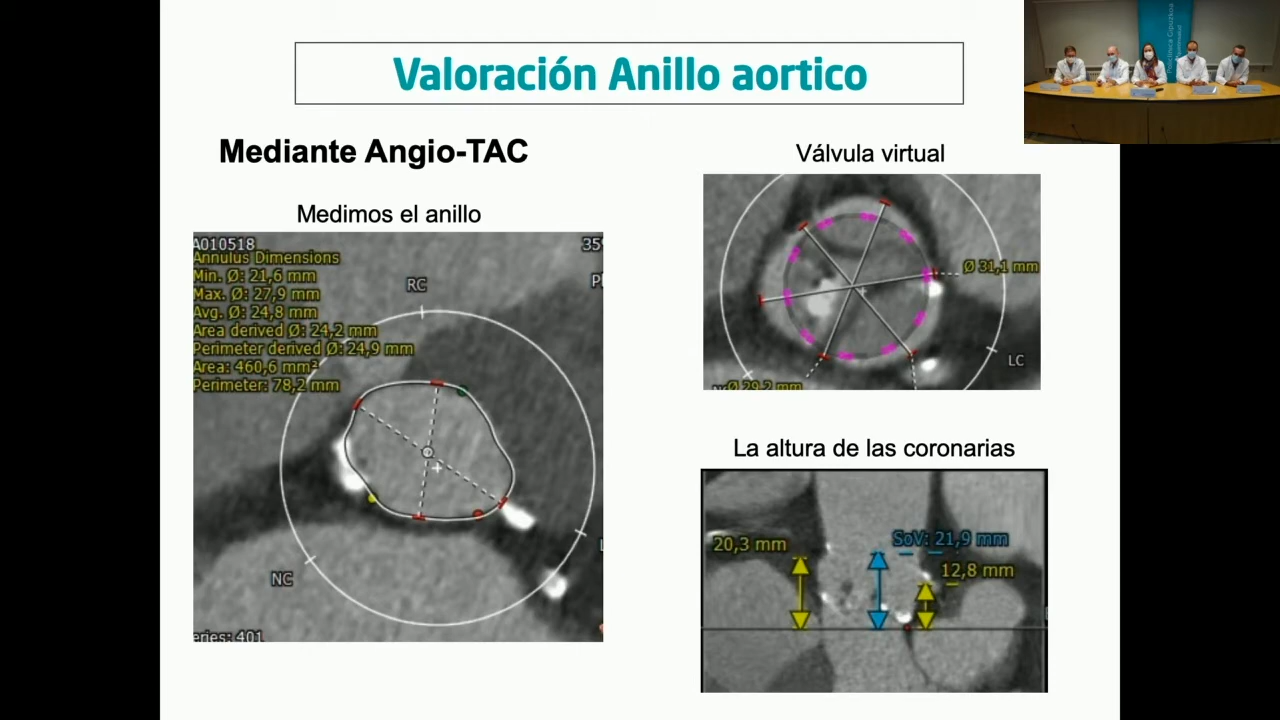 Valoración Anillo aortico
Mediante Angio-TAC
Medimos el anillo
A010518
35
Annulus Dimensions
Min. Ø: 21,6 mm
Max. Ø: 27,9 mm
Avg. Ø: 24,8 mm
Area derived Ø: 24,2 mm
Perimeter derived Ø: 24,9 mm
Area: 460,6 mm²
Perimeter: 78,2 mm
RC
NC
eries: 401
Válvula virtual
Ø 31,1 mm
LC
Ø 29,2 mm
La altura de las coronarias
20,3 mm
SoV: 21,9 mm
12,8 mm
Policlínica Gipuzkoa